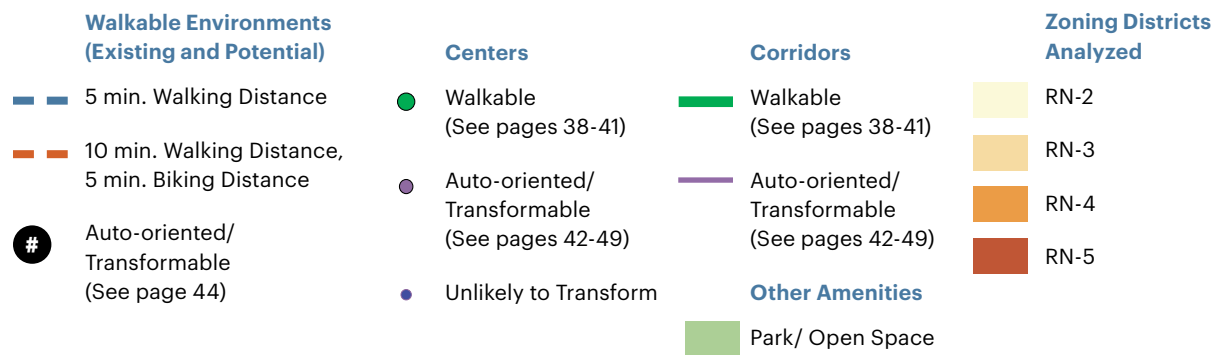 Walkable Environments
(Existing and Potential)
5 min. Walking Distance
10 min. Walking Distance,
5 min. Biking Distance
#
Auto-oriented/
Transformable
(See page 44)
Centers
Walkable
(See pages 38-41)
Auto-oriented/
Transformable
(See pages 42-49)
Unlikely to Transform
Corridors
Walkable
(See pages 38-41)
Auto-oriented/
Transformable
(See pages 42-49)
Other Amenities
Park/ Open Space
Zoning Districts
Analyzed
RN-2
RN-3
RN-4
RN-5